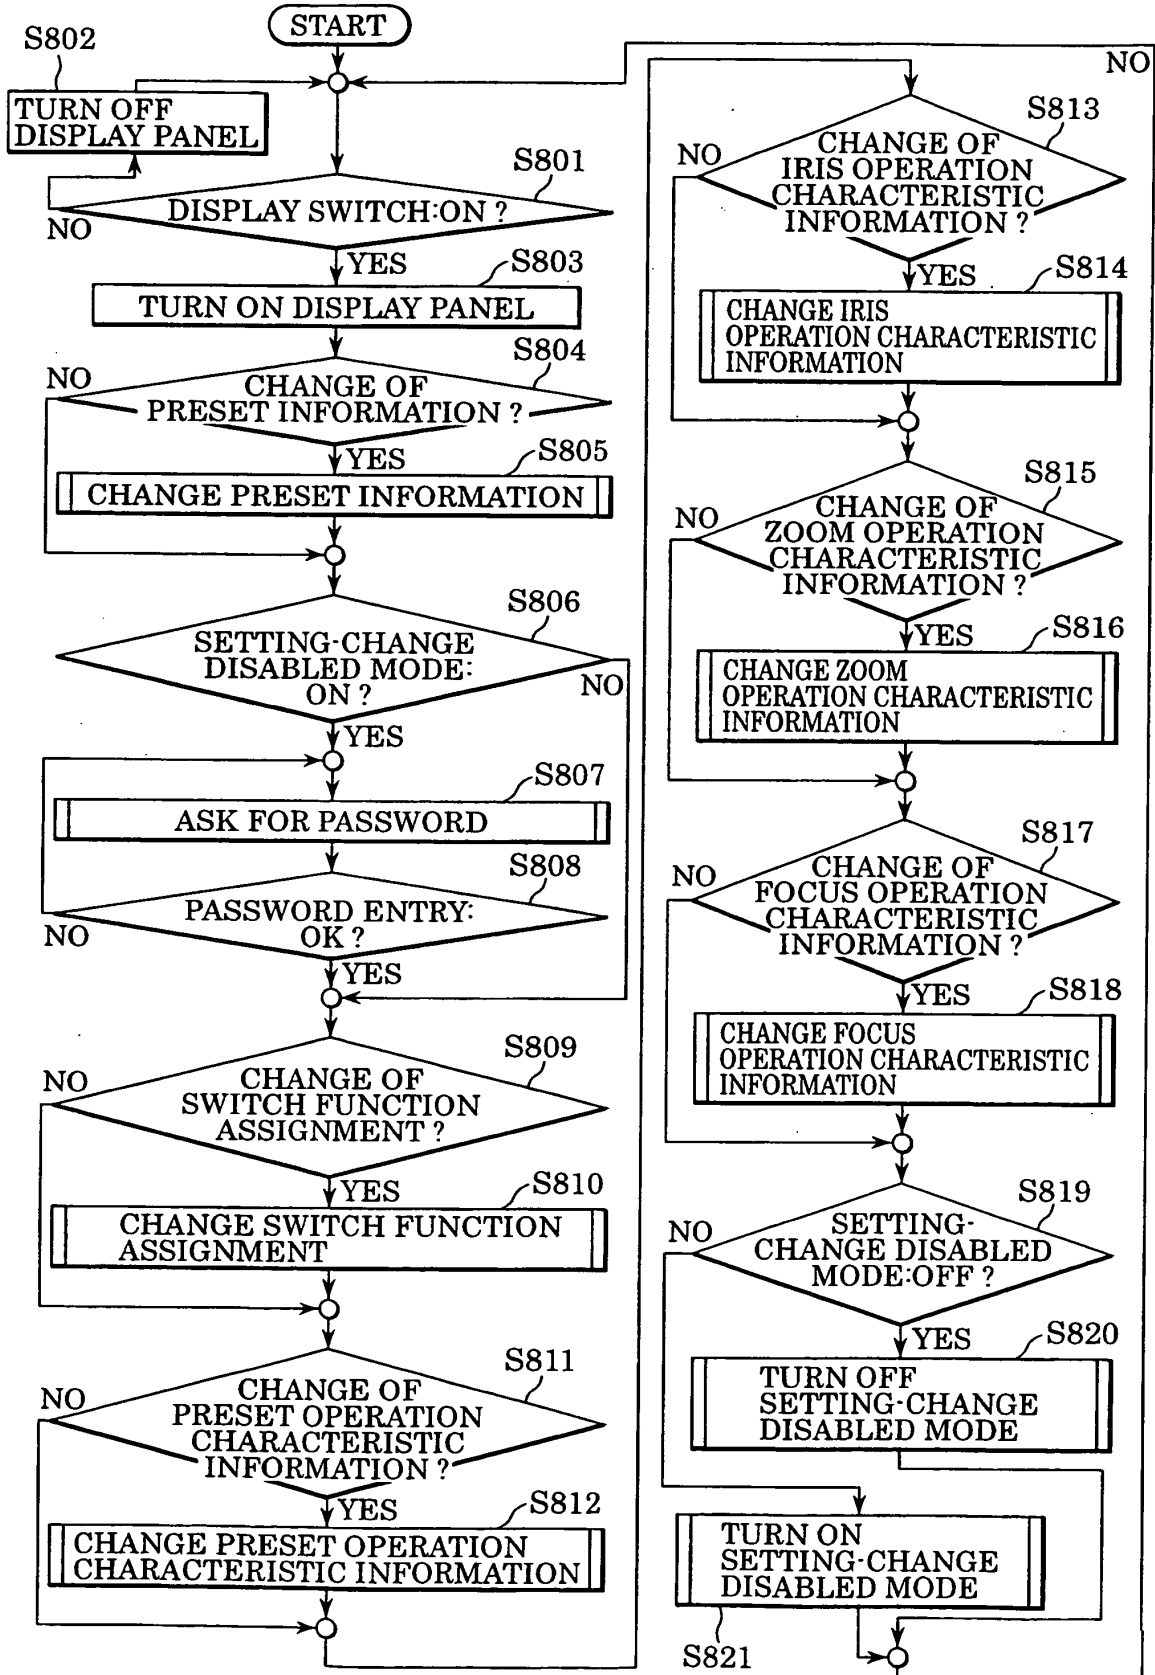 START
S802
TURN OFF
DISPLAY PANEL
S801
DISPLAY SWITCH:ON ?
NO
YES
S803
TURN ON DISPLAY PANEL
S804
NO
CHANGE OF
PRESET INFORMATION ?
YES
S805
CHANGE PRESET INFORMATION
S806
SETTING-CHANGE
DISABLED MODE:
ON ?
NO
YES
S807
ASK FOR PASSWORD
S808
PASSWORD ENTRY:
OK ?
NO
YES
S809
NO
CHANGE OF
SWITCH FUNCTION
ASSIGNMENT ?
YES
S810
CHANGE SWITCH FUNCTION
ASSIGNMENT
S811
NO
CHANGE OF
PRESET OPERATION
CHARACTERISTIC
INFORMATION ?
YES
S812
CHANGE PRESET OPERATION
CHARACTERISTIC INFORMATION
NO
S813
NO
CHANGE OF
IRIS OPERATION
CHARACTERISTIC
INFORMATION ?
YES
S814
CHANGE IRIS
OPERATION CHARACTERISTIC
INFORMATION
S815
NO
CHANGE OF
ZOOM OPERATION
CHARACTERISTIC
INFORMATION ?
YES
S816
CHANGE ZOOM
OPERATION CHARACTERISTIC
INFORMATION
S817
NO
CHANGE OF
FOCUS OPERATION
CHARACTERISTIC
INFORMATION ?
YES
S818
CHANGE FOCUS
OPERATION CHARACTERISTIC
INFORMATION
S819
NO
SETTING-
CHANGE DISABLED
MODE:OFF ?
YES
S820
TURN OFF
SETTING-CHANGE
DISABLED MODE
TURN ON
SETTING-CHANGE
DISABLED MODE
S821